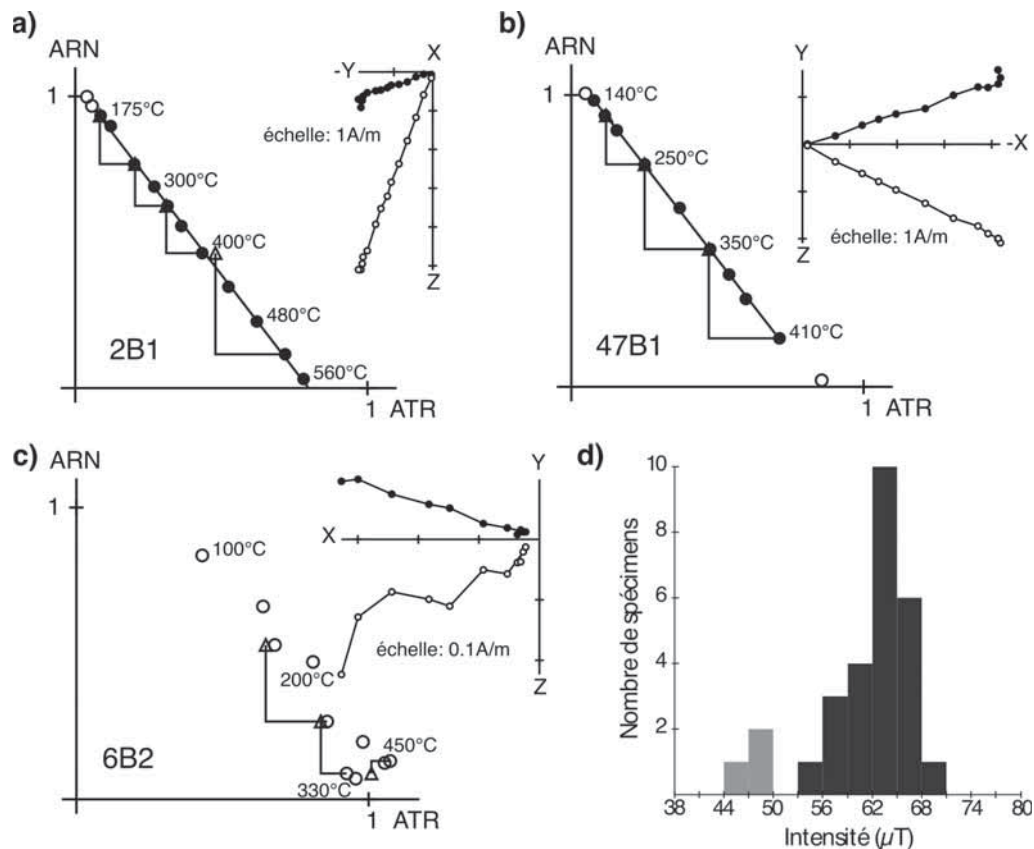 a)
ARN
1
175°C
300°C
400°C
480°C
560°C
2B1
1 ATR
X
-Y
échelle: 1A/m
Z
b)
ARN
1
140°C
250°C
350°C
410°C
47B1
1 ATR
Y
-X
échelle: 1A/m
Z
c)
ARN
1
100°C
200°C
450°C
330°C
6B2
1 ATR
Y
X
échelle: 0.1A/m
Z
d)
Nombre de spécimens
10
8
6
4
2
38 44 50 56 62 68 74 80
Intensité (µT)